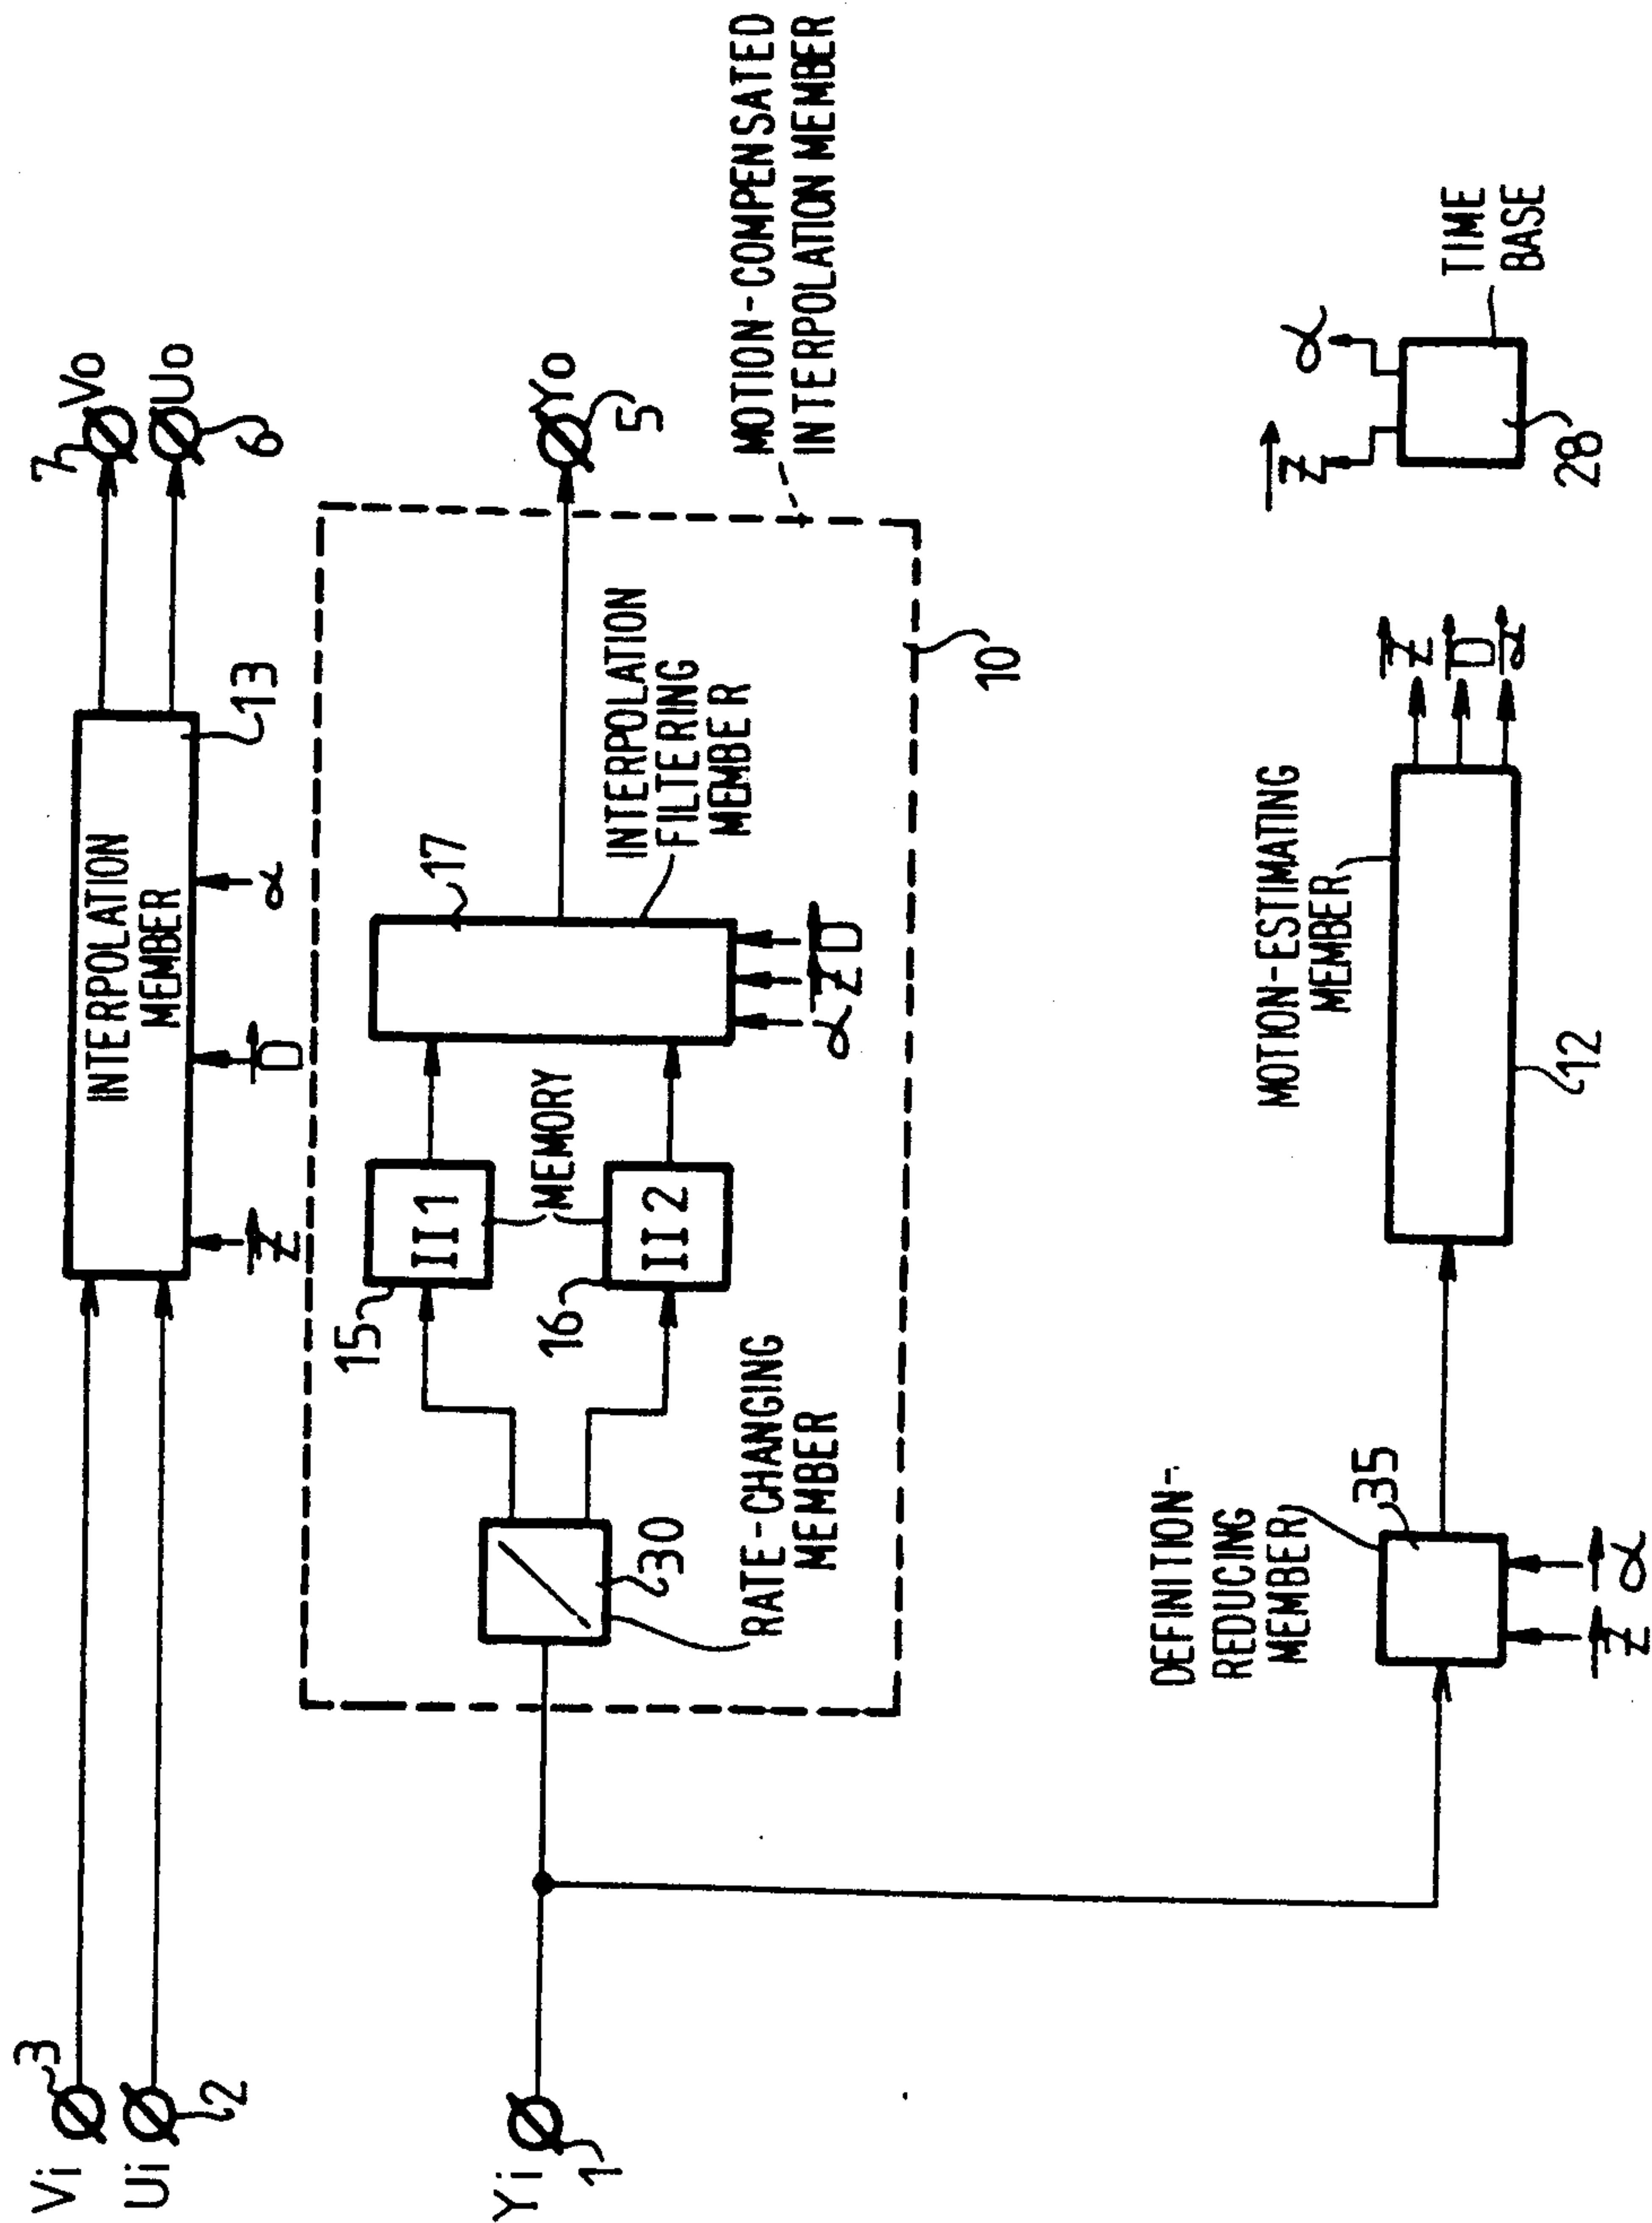 Vi
3
Ui
2
INTERPOLATION
MEMBER
13
Z
D
α
7
Vo
Uo
6
Yi
1
15
II1
MEMORY
16
II2
17
INTERPOLATION
FILTERING
MEMBER
α
Z
D
Yo
5
30
RATE-CHANGING
MEMBER
10
MOTION-COMPENSATED
INTERPOLATION MEMBER
DEFINITION-
REDUCING
MEMBER
35
Z
α
MOTION-ESTIMATING
MEMBER
12
Z
D
α
Z
α
28
TIME
BASE